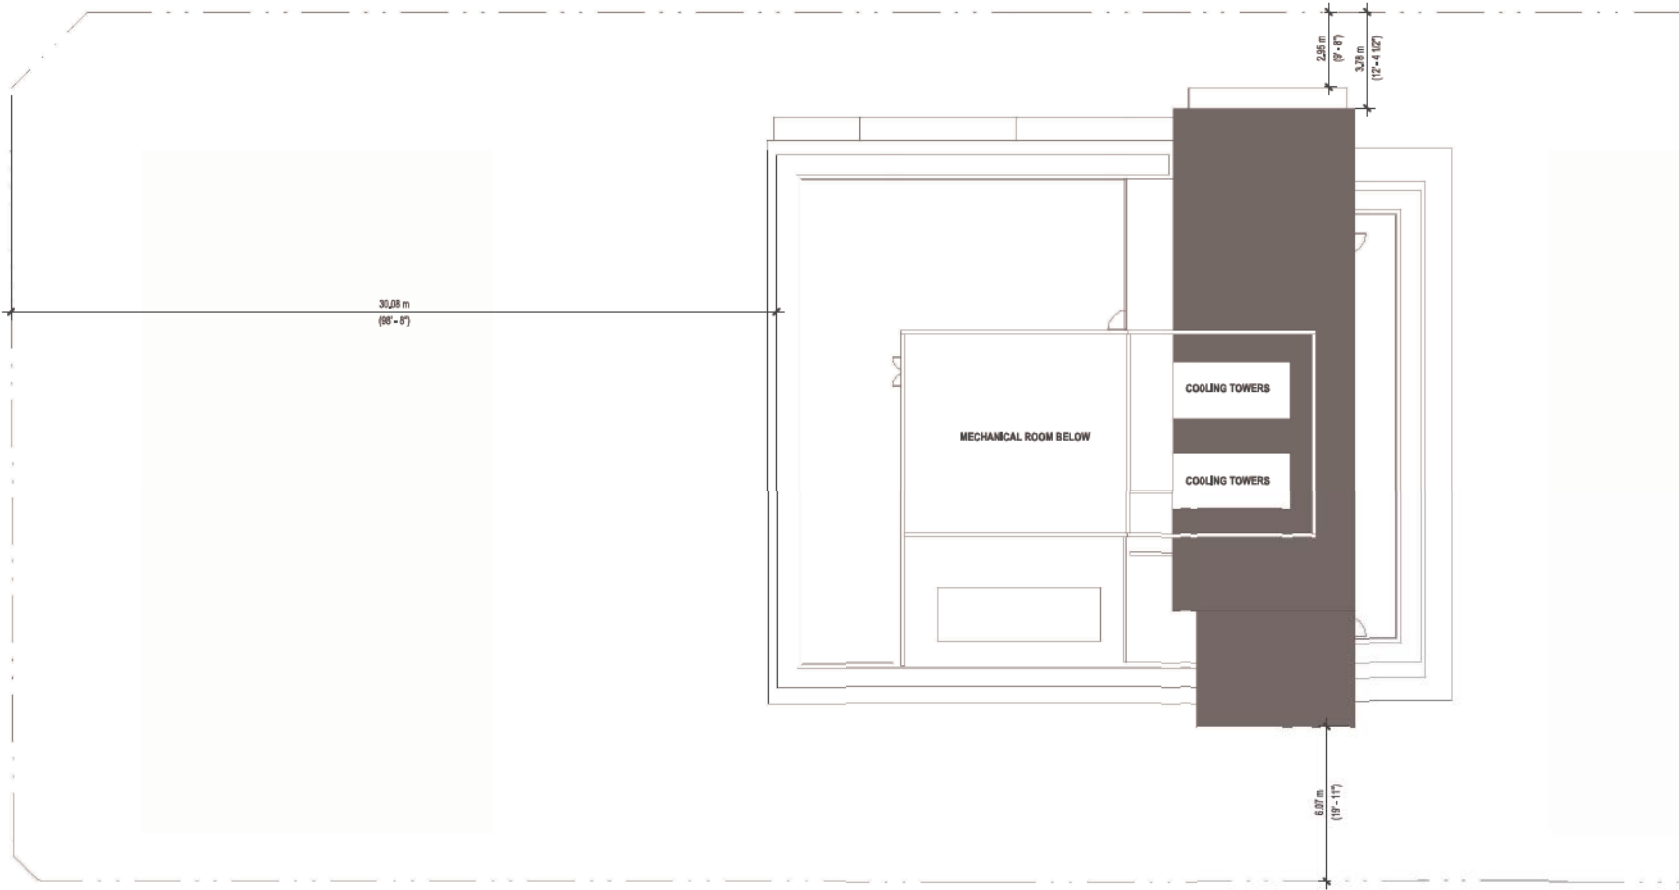 2.95 m
(9' - 8")
3.78 m
(12' - 4 1/2")
30.08 m
(98' - 8")
COOLING TOWERS
MECHANICAL ROOM BELOW
COOLING TOWERS
6.07 m
(19' - 11")